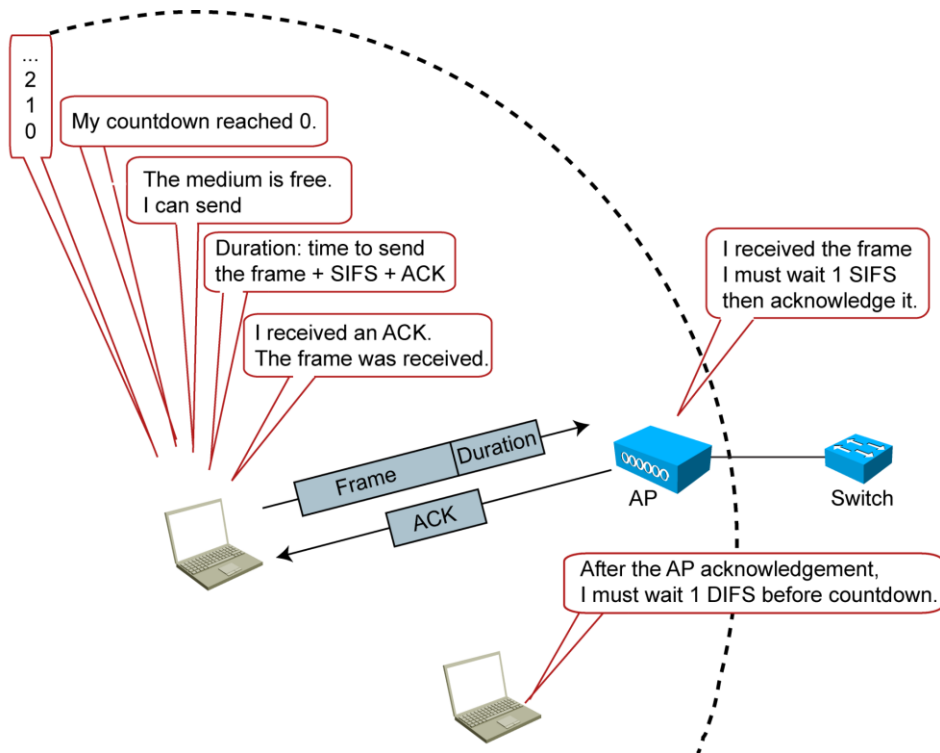 ...
2
1
0
My countdown reached 0.
The medium is free.
I can send
Duration: time to send
the frame + SIFS + ACK
I received an ACK.
The frame was received.
I received the frame
I must wait 1 SIFS
then acknowledge it.
Frame
Duration
ACK
AP
Switch
After the AP acknowledgement,
I must wait 1 DIFS before countdown.